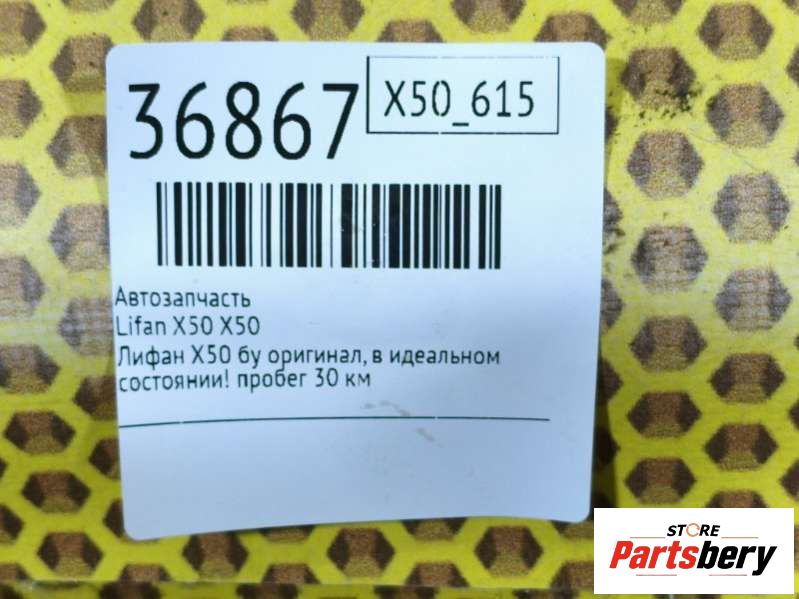 36867
X50_615
Автозапчасть
Lifan X50 X50
Лифан X50 бу оригинал, в идеальном
состоянии! пробег 30 км
STORE
Partsbery